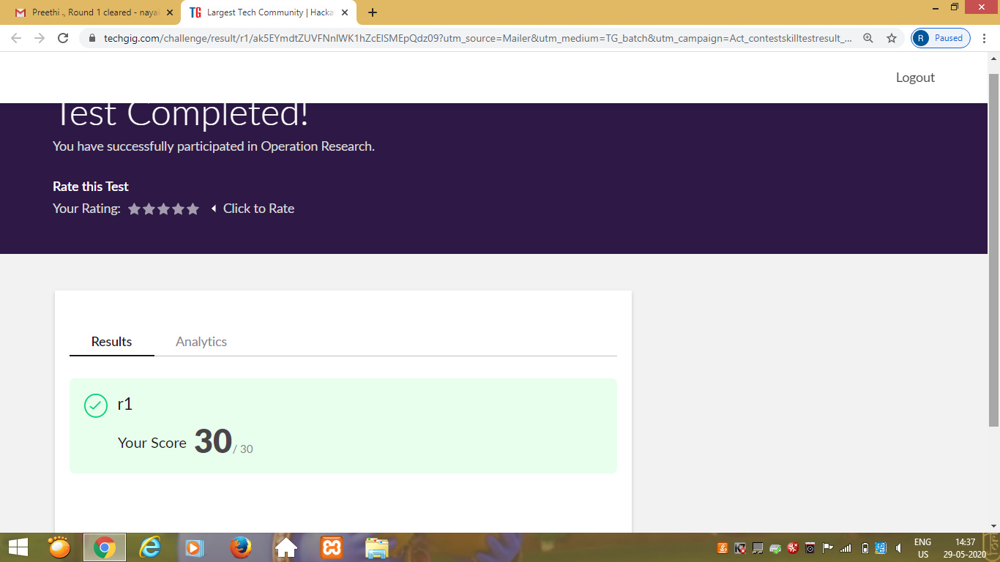 Preethi ., Round 1 cleared - naya
TG Largest Tech Community | Hacka
techgig.com/challenge/result/r1/ak5EYmdtZUVFNnlWK1hZcElSMEpQdz09?utm_source=Mailer&utm_medium=TG_batch&utm_campaign=Act_contestskilltestresult_...
R Paused
Logout
Test Completed!
You have successfully participated in Operation Research.
Rate this Test
Your Rating: Click to Rate
Results Analytics
r1
Your Score 30 / 30
ENG 14:37
US 29-05-2020